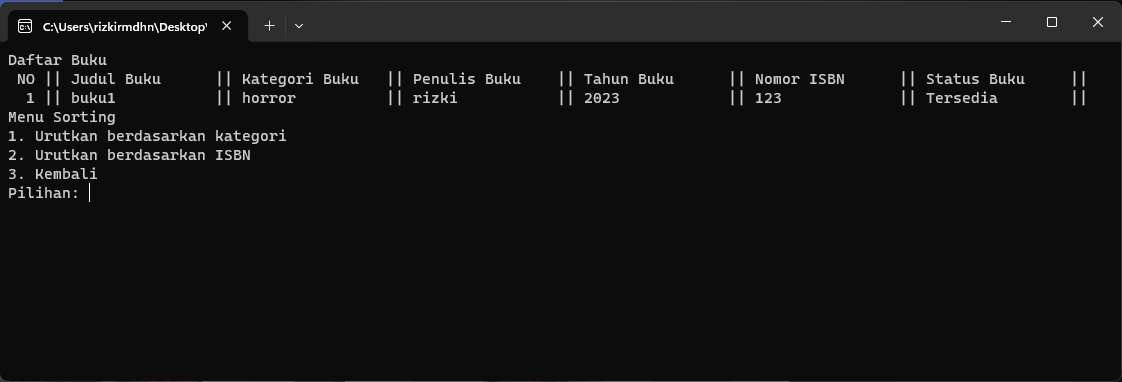 C:\Users\rizkirmdhn\Desktop\
Daftar Buku
NO || Judul Buku || Kategori Buku || Penulis Buku || Tahun Buku || Nomor ISBN || Status Buku ||
1 || buku1 || horror || rizki || 2023 || 123 || Tersedia ||
Menu Sorting
1. Urutkan berdasarkan kategori
2. Urutkan berdasarkan ISBN
3. Kembali
Pilihan: